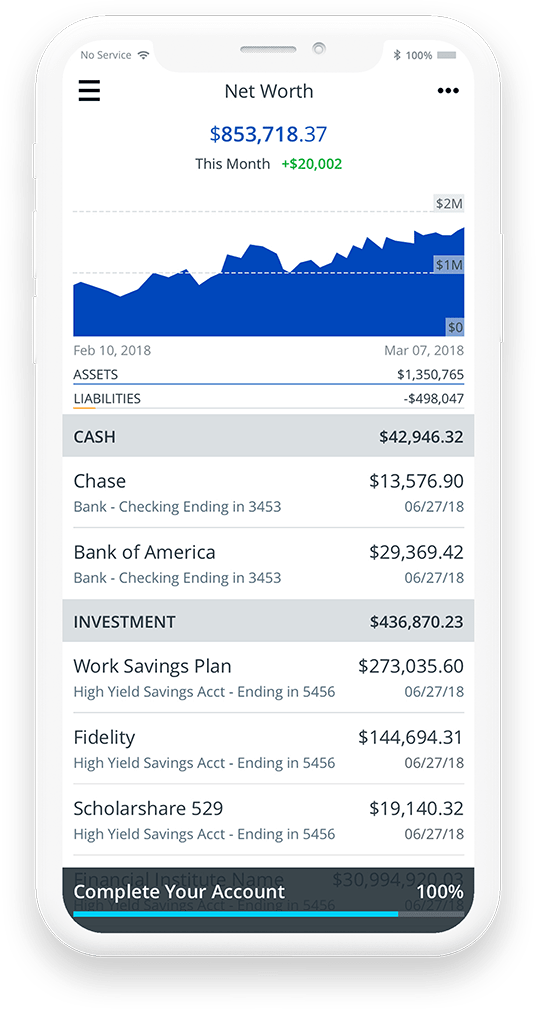 No Service 100%
Net Worth
$853,718.37
This Month +$20,002
$2M
$1M
$0
Feb 10, 2018 Mar 07, 2018
ASSETS $1,350,765
LIABILITIES -$498,047
CASH $42,946.32
Chase $13,576.90
Bank - Checking Ending in 3453 06/27/18
Bank of America $29,369.42
Bank - Checking Ending in 3453 06/27/18
INVESTMENT $436,870.23
Work Savings Plan $273,035.60
High Yield Savings Acct - Ending in 5456 06/27/18
Fidelity $144,694.31
High Yield Savings Acct - Ending in 5456 06/27/18
Scholarshare 529 $19,140.32
High Yield Savings Acct - Ending in 5456 06/27/18
Financial Institute Name $30,994,920.03
Complete Your Account 100%
High Yield Savings Acct - Ending in 5456 06/27/18